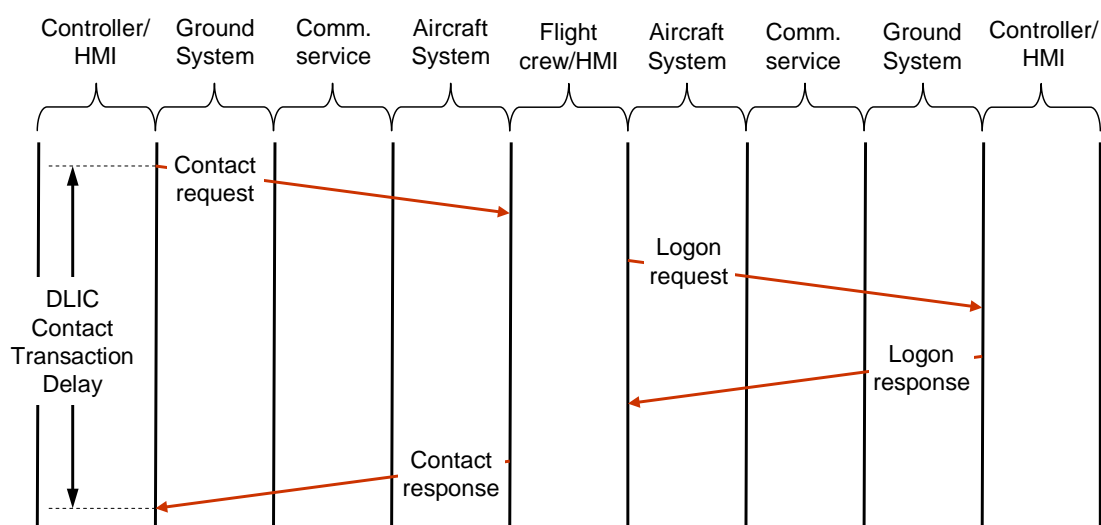 Controller/
HMI
Ground
System
Comm.
service
Aircraft
System
Flight
crew/HMI
Aircraft
System
Comm.
service
Ground
System
Controller/
HMI
Contact
request
Logon
request
DLIC
Contact
Transaction
Delay
Logon
response
Contact
response